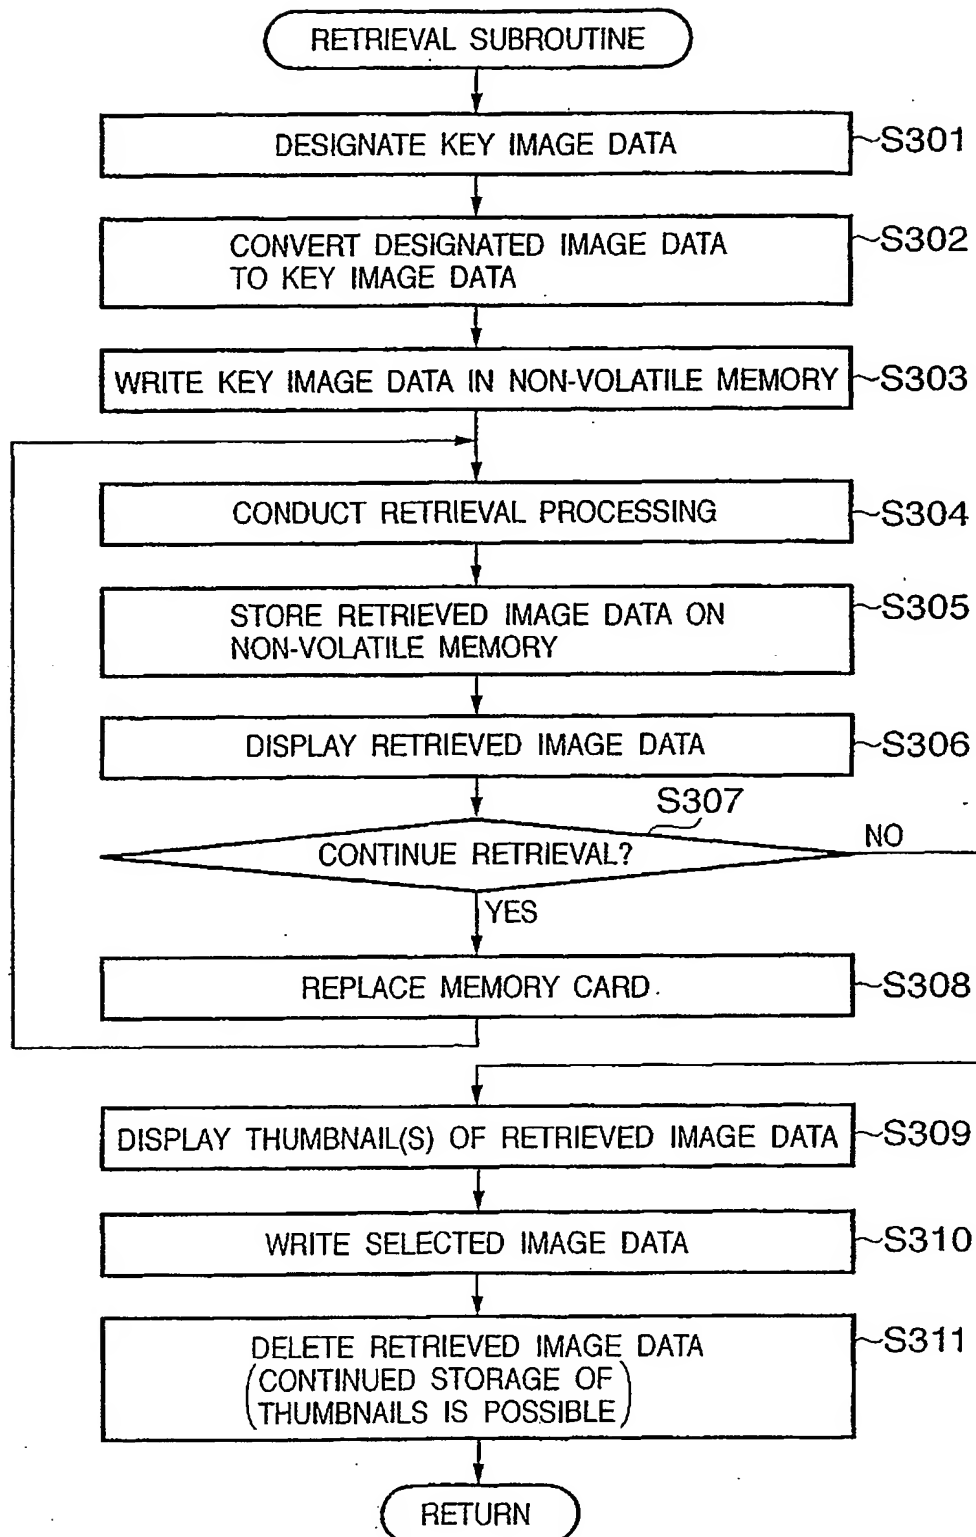 RETRIEVAL SUBROUTINE
DESIGNATE KEY IMAGE DATA
S301
CONVERT DESIGNATED IMAGE DATA
TO KEY IMAGE DATA
S302
WRITE KEY IMAGE DATA IN NON-VOLATILE MEMORY
S303
CONDUCT RETRIEVAL PROCESSING
S304
STORE RETRIEVED IMAGE DATA ON
NON-VOLATILE MEMORY
S305
DISPLAY RETRIEVED IMAGE DATA
S306
S307
CONTINUE RETRIEVAL?
NO
YES
REPLACE MEMORY CARD
S308
DISPLAY THUMBNAIL(S) OF RETRIEVED IMAGE DATA
S309
WRITE SELECTED IMAGE DATA
S310
DELETE RETRIEVED IMAGE DATA
(CONTINUED STORAGE OF
THUMBNAILS IS POSSIBLE)
S311
RETURN